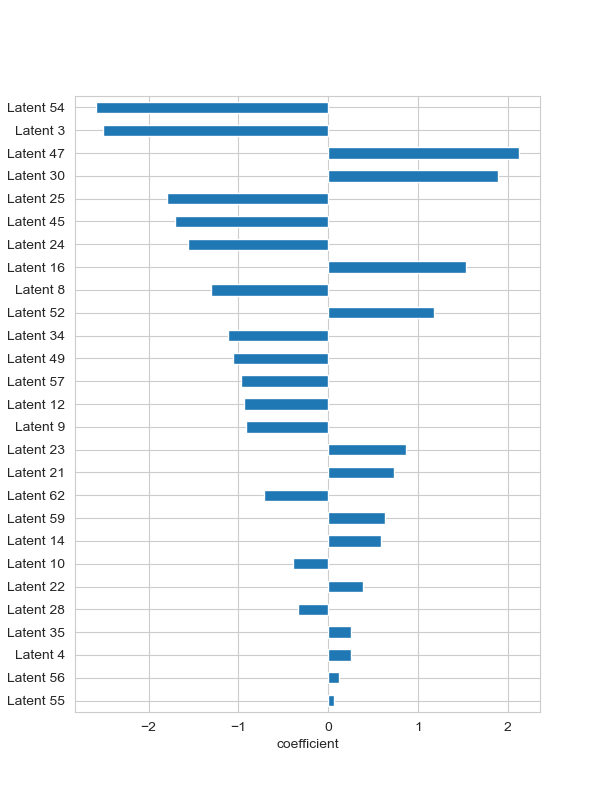 Latent 54
Latent 3
Latent 47
Latent 30
Latent 25
Latent 45
Latent 24
Latent 16
Latent 8
Latent 52
Latent 34
Latent 49
Latent 57
Latent 12
Latent 9
Latent 23
Latent 21
Latent 62
Latent 59
Latent 14
Latent 10
Latent 22
Latent 28
Latent 35
Latent 4
Latent 56
Latent 55
−2 −1 0 1 2
coefficient